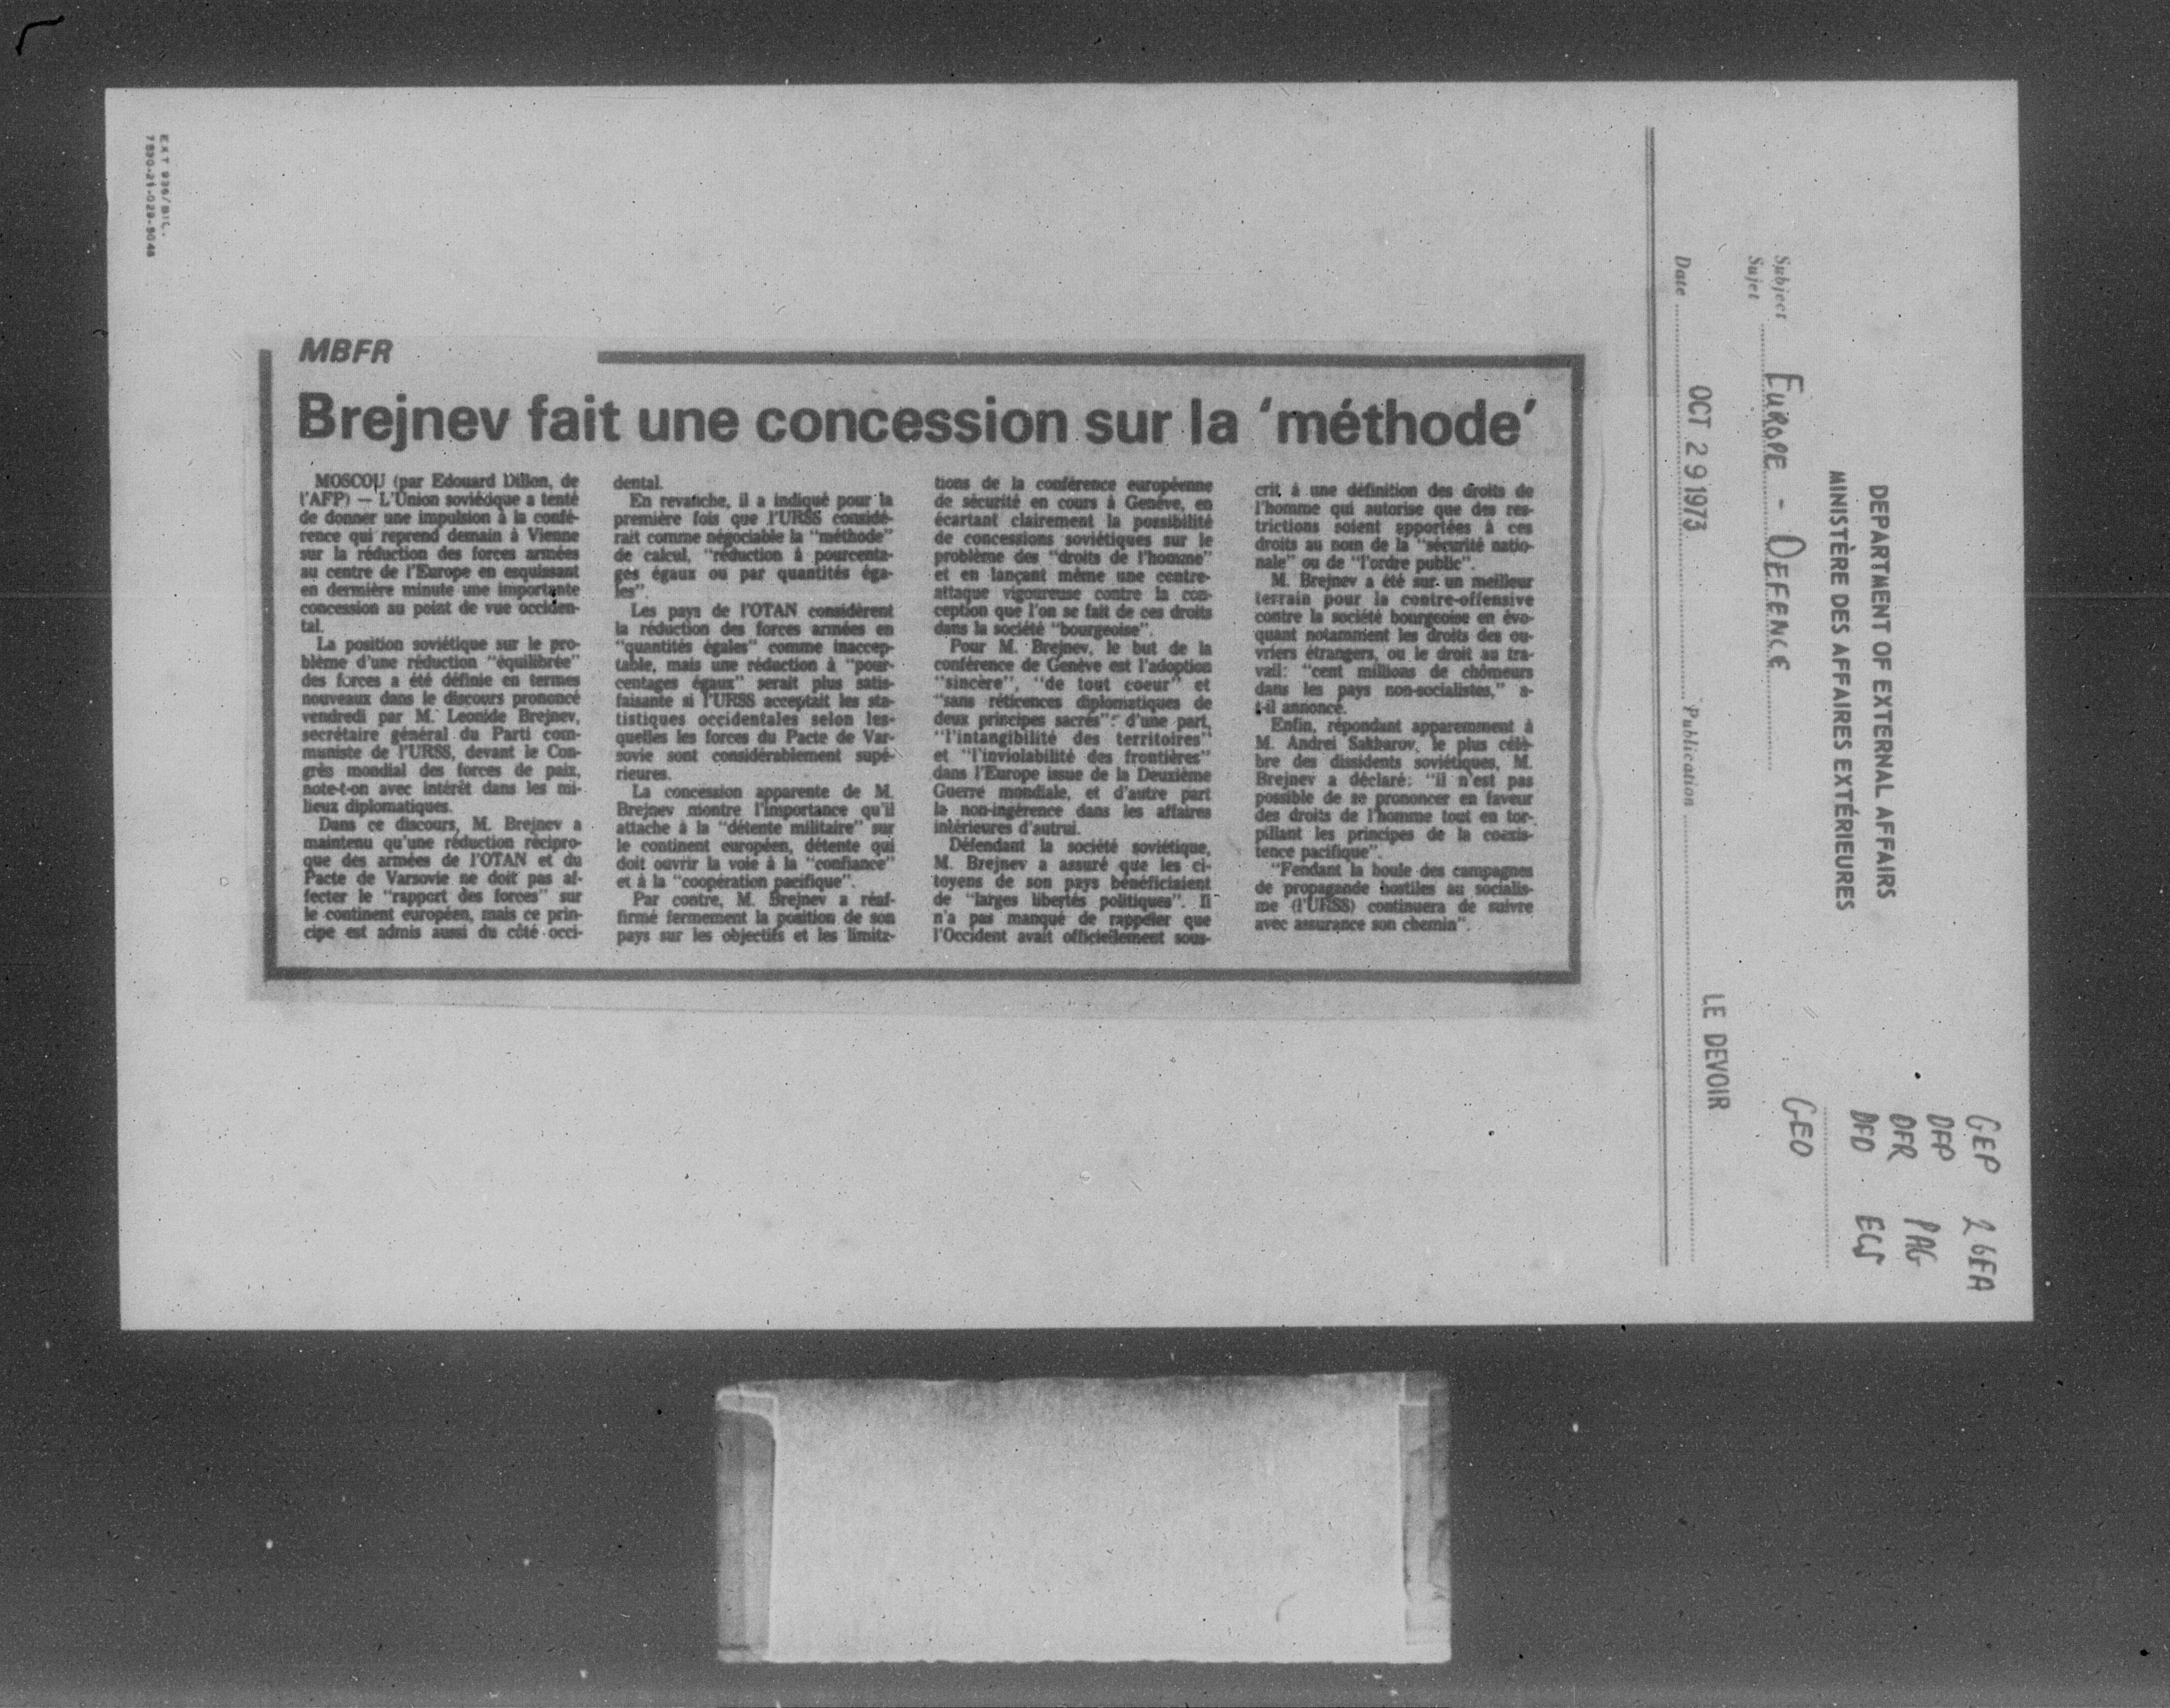 EXT 936/BIL.
7530-21-029-5048
DEPARTMENT OF EXTERNAL AFFAIRS
MINISTÈRE DES AFFAIRES EXTÉRIEURES
Subject
Sujet
EUROPE - DEFENCE
Date
OCT 29 1973
Publication
LE DEVOIR
GEP
DFP
DFR
DFD
GEO
PAG
MBFR
Brejnev fait une concession sur la 'méthode'
MOSCOU (par Edouard Dillon, de
l'AFP) — L'Union soviétique a tenté
de donner une impulsion à la confé-
rence qui reprend demain à Vienne
sur la réduction des forces armées
au centre de l'Europe en esquissant
en dernière minute une importante
concession au point de vue occiden-
tal.
La position soviétique sur le pro-
blème d'une réduction "équilibrée"
des forces a été définie en termes
nouveaux dans le discours prononcé
vendredi par M. Leonide Brejnev,
secrétaire général du Parti com-
muniste de l'URSS, devant le Con-
grès mondial des forces de paix,
note-t-on avec intérêt dans les mi-
lieux diplomatiques.
Dans ce discours, M. Brejnev a
maintenu qu'une réduction récipro-
que des armées de l'OTAN et du
Pacte de Varsovie ne doit pas af-
fecter le "rapport des forces" sur
le continent européen, mais ce prin-
cipe est admis aussi du côté occi-
dental.
En revanche, il a indiqué pour la
première fois que l'URSS considé-
rait comme négociable la "méthode"
de calcul, "réduction à pourcenta-
ges égaux ou par quantités éga-
les".
Les pays de l'OTAN considèrent
la réduction des forces armées en
"quantités égales" comme inaccep-
table, mais une réduction à "pour-
centages égaux" serait plus satis-
faisante si l'URSS acceptait les sta-
tistiques occidentales selon les-
quelles les forces du Pacte de Var-
sovie sont considérablement supé-
rieures.
La concession apparente de M.
Brejnev montre l'importance qu'il
attache à la "détente militaire" sur
le continent européen, détente qui
doit ouvrir la voie à la "confiance"
et à la "coopération pacifique".
Par contre, M. Brejnev a réaf-
firmé fermement la position de son
pays sur les objectifs et les limita-
tions de la conférence européenne
de sécurité en cours à Genève, en
écartant clairement la possibilité
de concessions soviétiques sur le
problème des "droits de l'homme"
et en lançant même une contre-
attaque vigoureuse contre la con-
ception que l'on se fait de ces droits
dans la société "bourgeoise".
Pour M. Brejnev, le but de la
conférence de Genève est l'adoption
"sincère", "de tout coeur" et
"sans réticences diplomatiques de
deux principes sacrés": d'une part,
"l'intangibilité des territoires"
et "l'inviolabilité des frontières"
dans l'Europe issue de la Deuxième
Guerre mondiale, et d'autre part
la non-ingérence dans les affaires
intérieures d'autrui.
Défendant la société soviétique,
M. Brejnev a assuré que les ci-
toyens de son pays bénéficiaient
de "larges libertés politiques". Il
n'a pas manqué de rappeler que
l'Occident avait officiellement sous-
crit à une définition des droits de
l'homme qui autorise que des res-
trictions soient apportées à ces
droits au nom de la "sécurité natio-
nale" ou de "l'ordre public".
M. Brejnev a été sur un meilleur
terrain pour la contre-offensive
contre la société bourgeoise en évo-
quant notamment les droits des ou-
vriers étrangers, ou le droit au tra-
vail: "cent millions de chômeurs
dans les pays non-socialistes," a-
t-il annoncé.
Enfin, répondant apparemment à
M. Andrei Sakharov, le plus célè-
bre des dissidents soviétiques, M.
Brejnev a déclaré: "il n'est pas
possible de se prononcer en faveur
des droits de l'homme tout en tor-
pillant les principes de la coexis-
tence pacifique".
"Fendant la houle des campagnes
de propagande hostiles au socialis-
me (l'URSS) continuera de suivre
avec assurance son chemin".